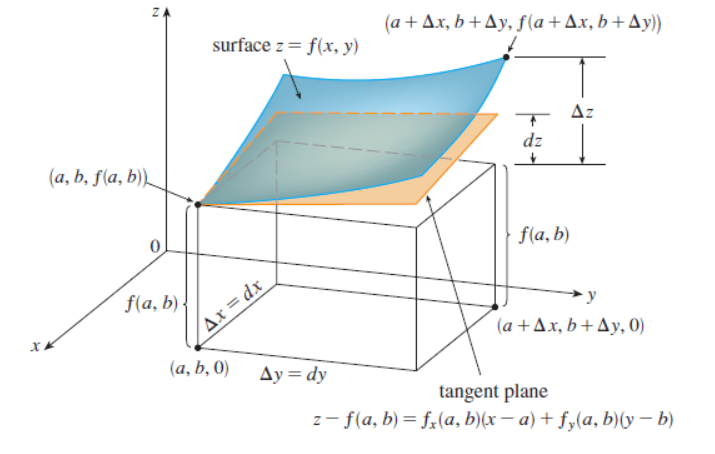 z
(a + Δx, b + Δy, f(a + Δx, b + Δy))
surface z = f(x, y)
Δz
dz
(a, b, f(a, b))
f(a, b)
0
Δx = dx
f(a, b)
y
x
(a + Δx, b + Δy, 0)
(a, b, 0)
Δy = dy
tangent plane
z − f(a, b) = fₓ(a, b)(x − a) + fᵧ(a, b)(y − b)